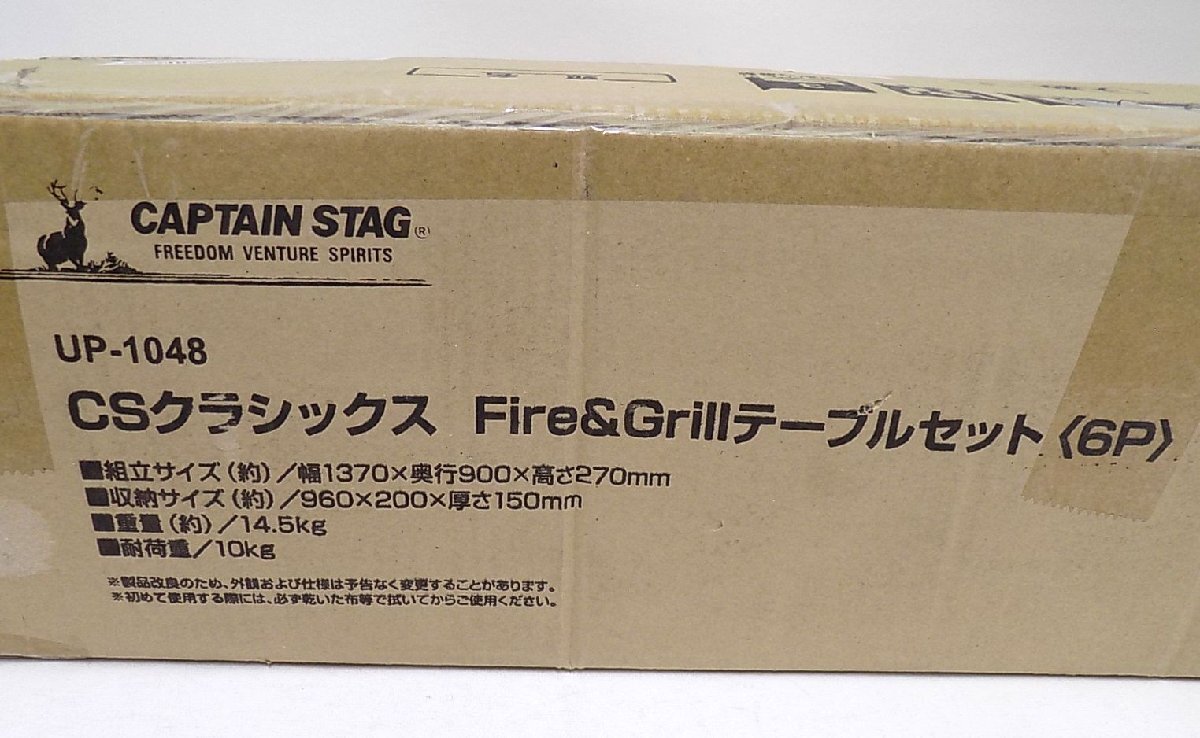 CAPTAIN STAG®
FREEDOM VENTURE SPIRITS
UP-1048
CSクラシックス Fire&Grillテーブルセット〈6P〉
■組立サイズ(約)/幅1370×奥行900×高さ270mm
■収納サイズ(約)/960×200×厚さ150mm
■重量(約)/14.5kg
■耐荷重/10kg
※製品改良のため、外観および仕様は予告なく変更することがあります。
※初めて使用する際には、必ず乾いた布等で拭いてからご使用ください。